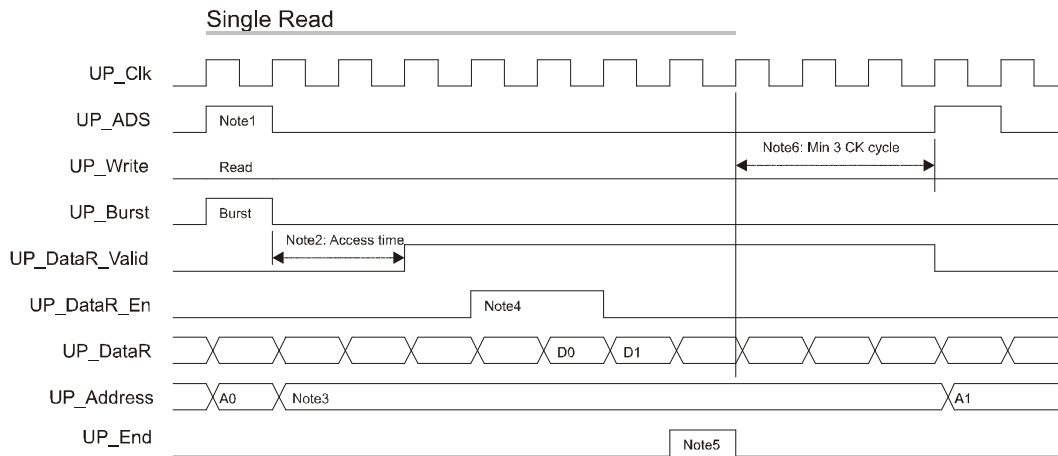 Single Read
UP_Clk
UP_ADS Note1
Note6: Min 3 CK cycle
UP_Write Read
UP_Burst Burst
Note2: Access time
UP_DataR_Valid
UP_DataR_En Note4
UP_DataR D0 D1
UP_Address A0 Note3 A1
UP_End Note5